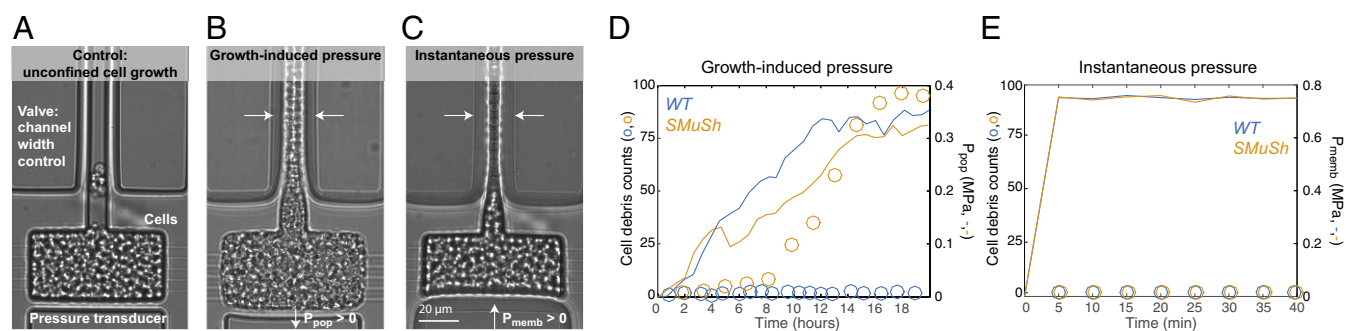 A
Control:
unconfined cell growth
Valve:
channel
width
control
Cells
Pressure transducer
B
Growth-induced pressure
P_pop > 0
C
Instantaneous pressure
20 µm
P_memb > 0
D
Growth-induced pressure
WT
SMuSh
Cell debris counts (o,o)
100
75
50
25
0
0 2 4 6 8 10 12 14 16 18
Time (hours)
0.4
0.3
0.2
0.1
0
P_pop (MPa, -,-)
E
Instantaneous pressure
WT
SMuSh
Cell debris counts (o,o)
100
75
50
25
0
0 5 10 15 20 25 30 35 40
Time (min)
0.8
0.6
0.4
0.2
0
P_memb (MPa, -,-)